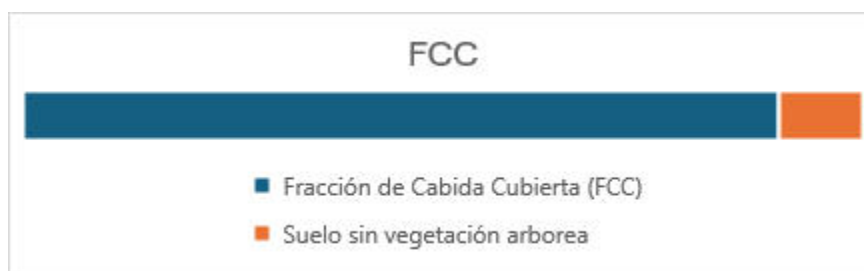 FCC
Fracción de Cabida Cubierta (FCC)
Suelo sin vegetación arborea